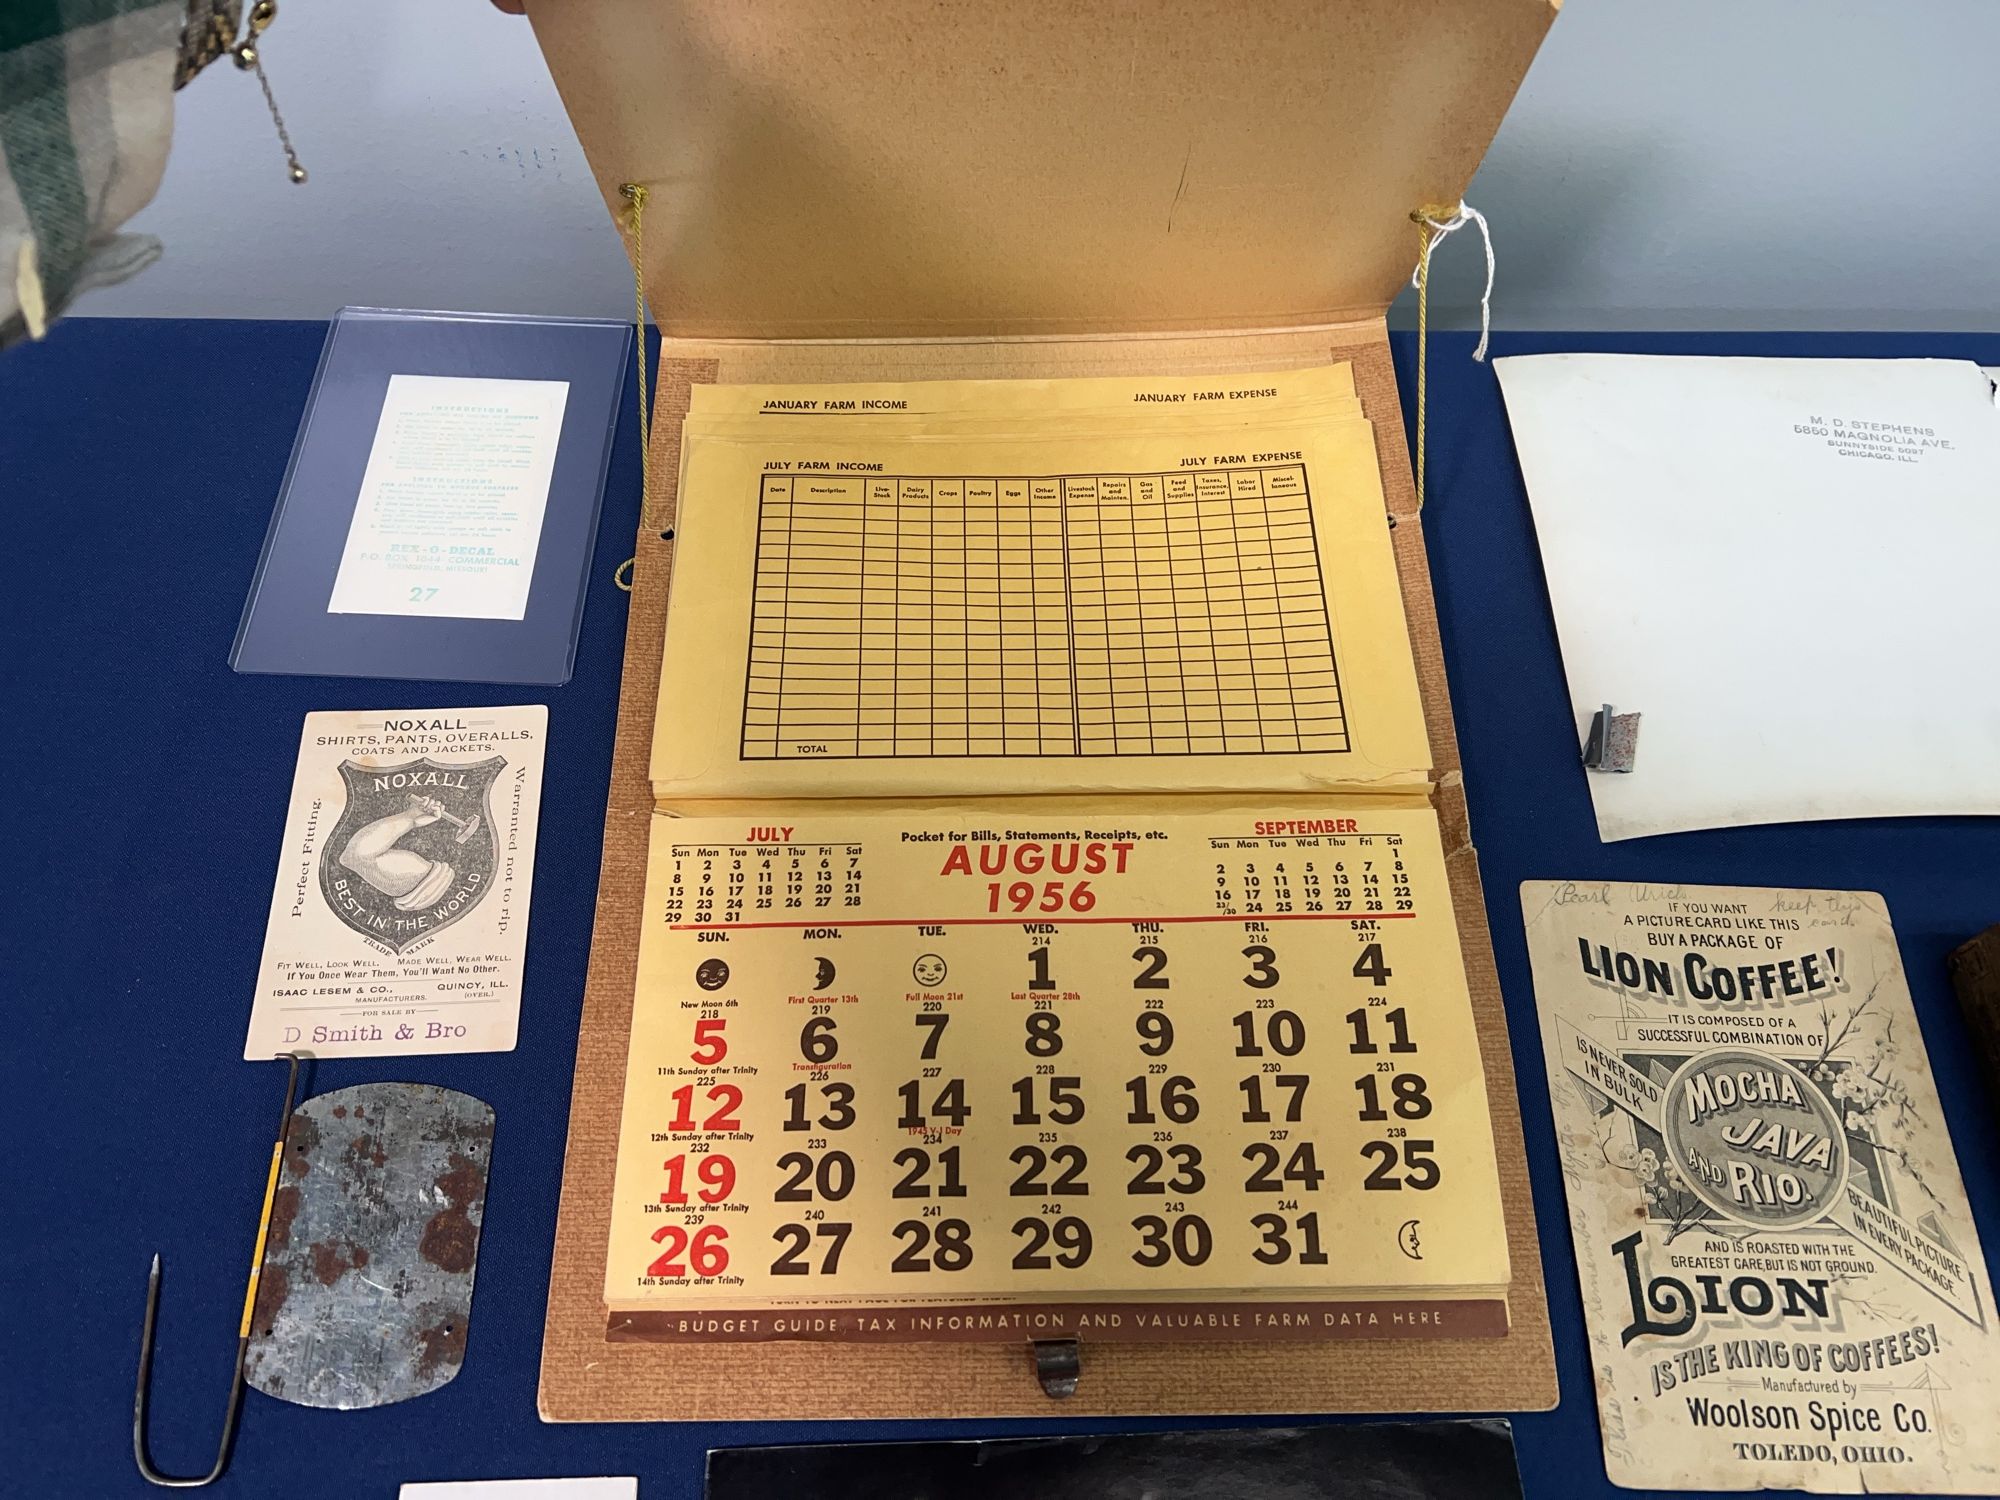 INSTRUCTIONS
INSTRUCTIONS
REX-O-DECAL
P.O. BOX 1044-COMMERCIAL
SPRINGFIELD, MISSOURI
27
NOXALL
SHIRTS, PANTS, OVERALLS,
COATS AND JACKETS.
Perfect Fitting.
Warranted not to rip.
NOXALL
BEST IN THE WORLD
TRADE MARK
FIT WELL, LOOK WELL. MADE WELL, WEAR WELL.
If You Once Wear Them, You'll Want No Other.
ISAAC LESEM & CO., QUINCY, ILL.
MANUFACTURERS. (OVER.)
FOR SALE BY
D Smith & Bro
JANUARY FARM INCOME JANUARY FARM EXPENSE
JULY FARM INCOME JULY FARM EXPENSE
Date Description Live-Stock Dairy Products Crops Poultry Eggs Other Income Livestock Expense Repairs and Mainten. Gas and Oil Feed and Supplies Taxes, Insurance, Interest Labor Hired Miscel-laneous
TOTAL
JULY
Sun Mon Tue Wed Thu Fri Sat
1 2 3 4 5 6 7
8 9 10 11 12 13 14
15 16 17 18 19 20 21
22 23 24 25 26 27 28
29 30 31
Pocket for Bills, Statements, Receipts, etc.
AUGUST
1956
SEPTEMBER
Sun Mon Tue Wed Thu Fri Sat
1
2 3 4 5 6 7 8
9 10 11 12 13 14 15
16 17 18 19 20 21 22
23/30 24 25 26 27 28 29
SUN. MON. TUE. WED. THU. FRI. SAT.
214 215 216 217
1 2 3 4
New Moon 6th First Quarter 13th Full Moon 21st Last Quarter 28th
218 219 220 221 222 223 224
5 6 7 8 9 10 11
11th Sunday after Trinity Transfiguration
225 226 227 228 229 230 231
12 13 14 15 16 17 18
12th Sunday after Trinity 1945 V-J Day
232 233 234 235 236 237 238
19 20 21 22 23 24 25
13th Sunday after Trinity
239 240 241 242 243 244
26 27 28 29 30 31
14th Sunday after Trinity
BUDGET GUIDE, TAX INFORMATION AND VALUABLE FARM DATA HERE
M. D. STEPHENS
5850 MAGNOLIA AVE.
SUNNYSIDE 5097
CHICAGO, ILL.
Pearl keep this card
IF YOU WANT
A PICTURE CARD LIKE THIS
BUY A PACKAGE OF
LION COFFEE!
IT IS COMPOSED OF A
SUCCESSFUL COMBINATION OF
IS NEVER SOLD
IN BULK
MOCHA
JAVA
AND RIO.
BEAUTIFUL PICTURE
IN EVERY PACKAGE
AND IS ROASTED WITH THE
GREATEST CARE, BUT IS NOT GROUND.
LION
IS THE KING OF COFFEES!
Manufactured by
Woolson Spice Co.
TOLEDO, OHIO.
This is to remember